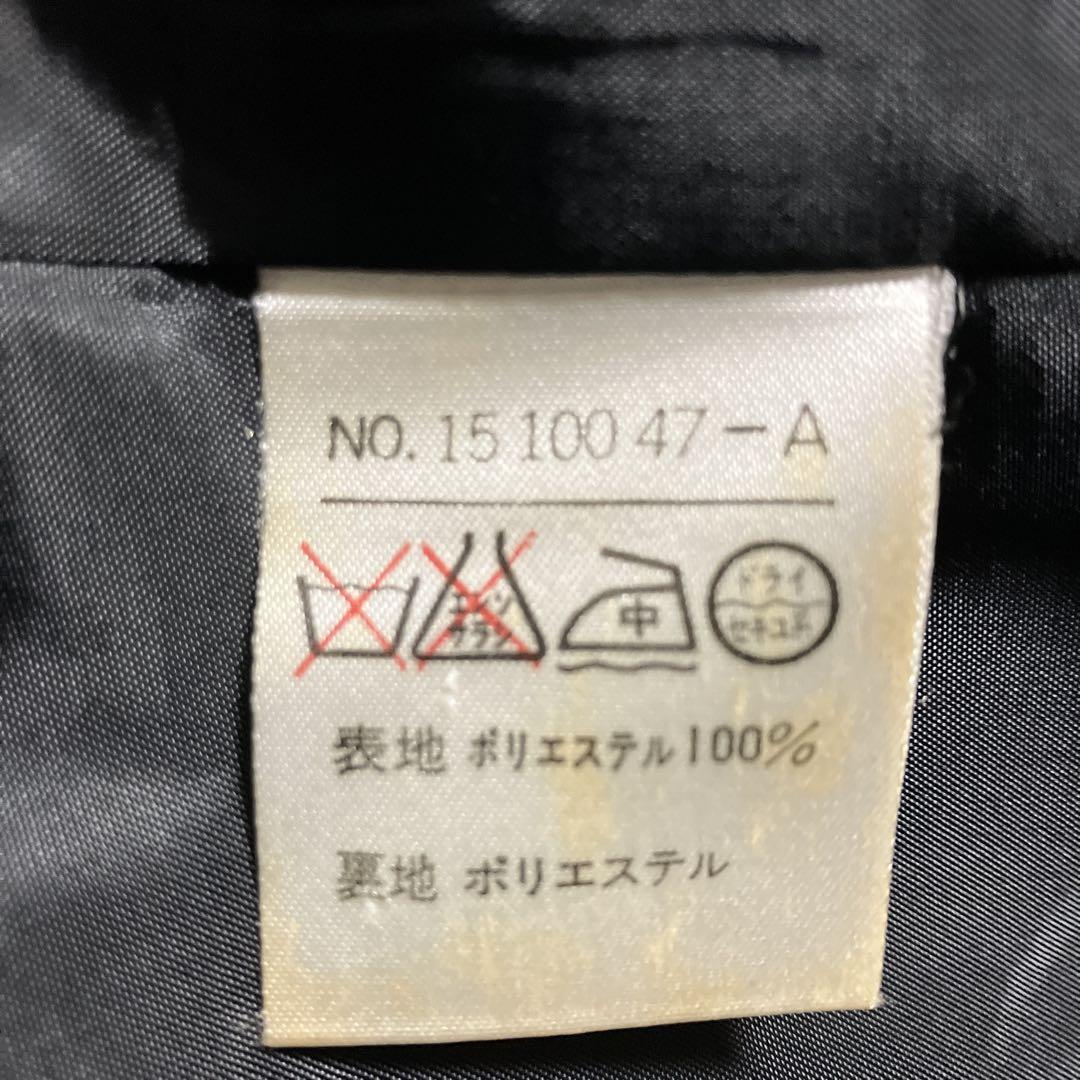 NO. 15 100 47-A
エンソ
サラシ
中
ドライ
セキユ系
表地 ポリエステル100%
裏地 ポリエステル